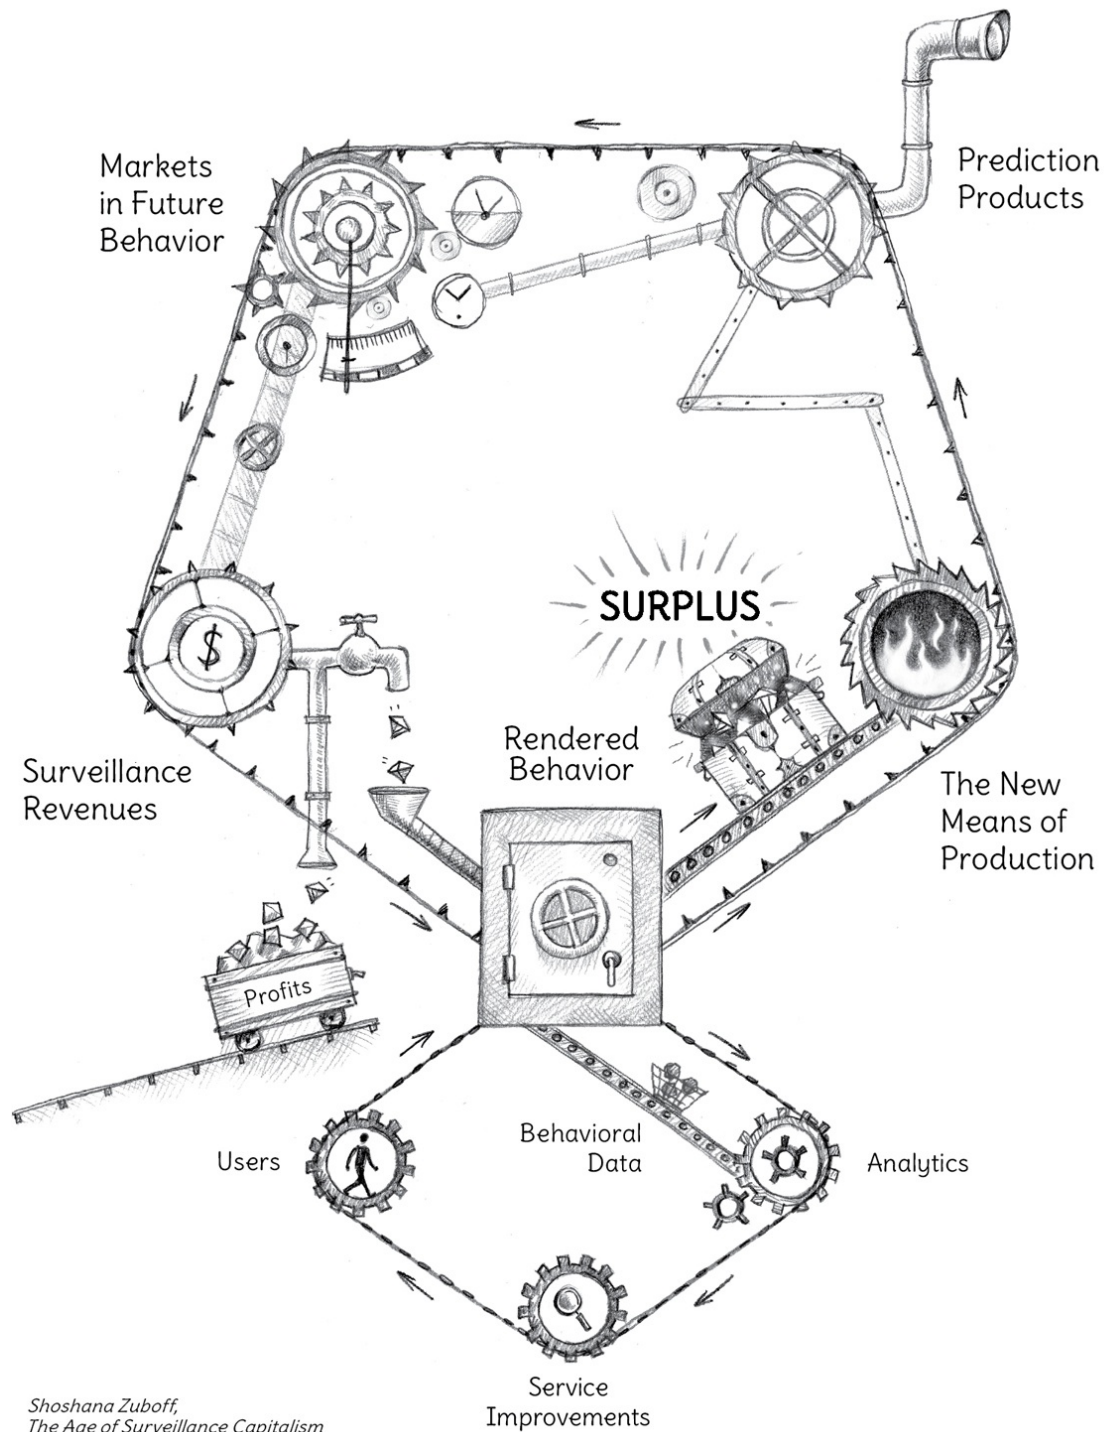 Markets
in Future
Behavior
Prediction
Products
SURPLUS
$
Rendered
Behavior
Surveillance
Revenues
The New
Means of
Production
Profits
Users
Behavioral
Data
Analytics
Service
Improvements
Shoshana Zuboff,
The Age of Surveillance Capitalism